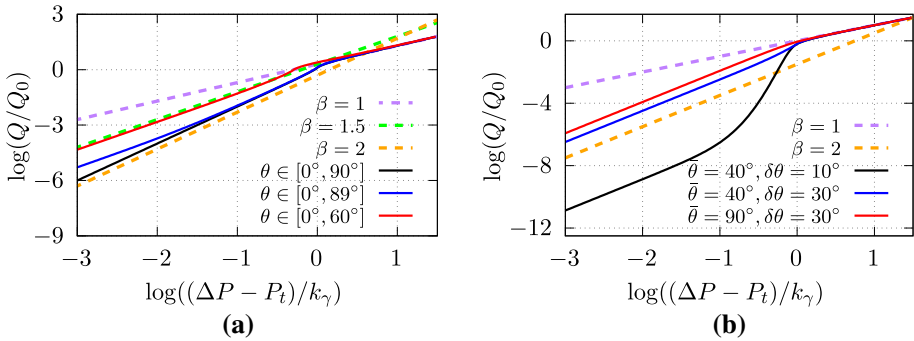 3
0
−3
−6
−9
log(Q/Q₀)
β = 1
β = 1.5
β = 2
θ ∈ [0°, 90°]
θ ∈ [0°, 89°]
θ ∈ [0°, 60°]
−3 −2 −1 0 1
log((ΔP − Pₜ)/k_γ)
(a)
0
−4
−8
−12
log(Q/Q₀)
β = 1
β = 2
θ̄ = 40°, δθ = 10°
θ̄ = 40°, δθ = 30°
θ̄ = 90°, δθ = 30°
−3 −2 −1 0 1
log((ΔP − Pₜ)/k_γ)
(b)